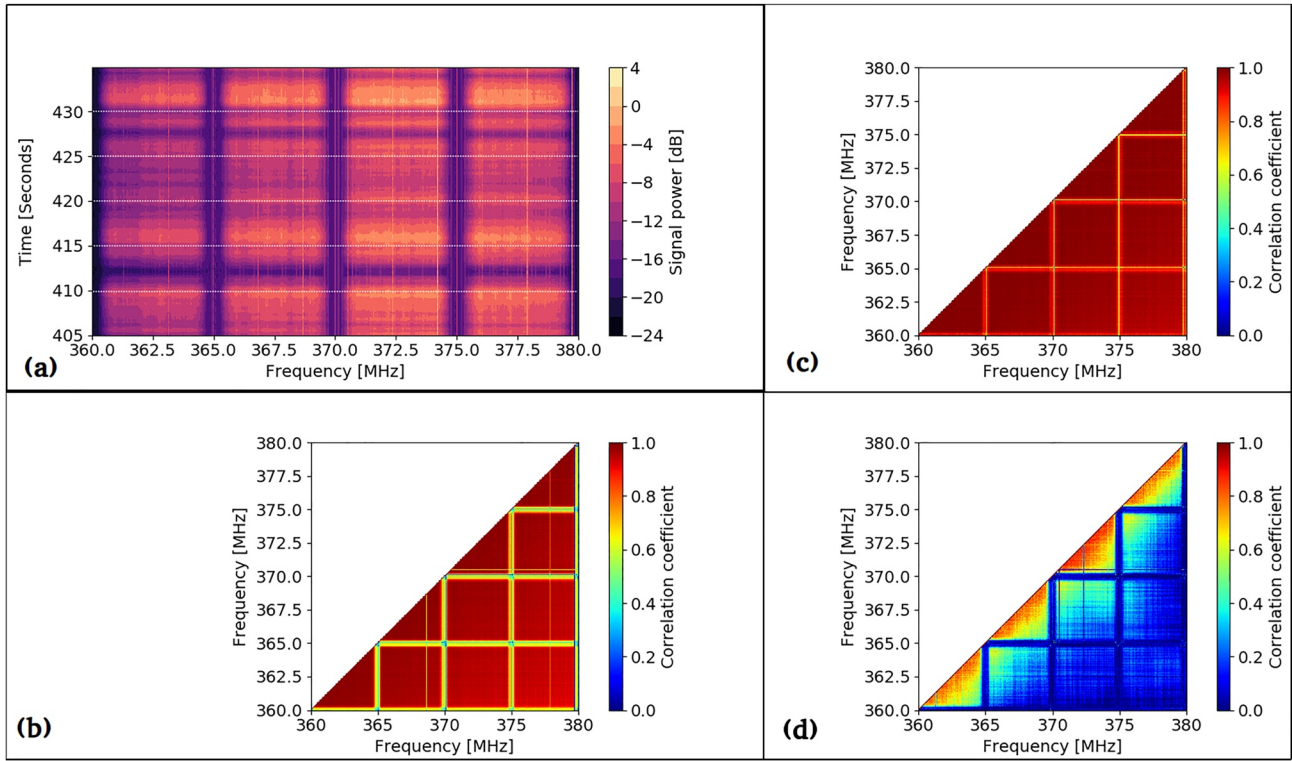 430
425
420
415
410
405
Time [Seconds]
360.0 362.5 365.0 367.5 370.0 372.5 375.0 377.5 380.0
Frequency [MHz]
4
0
−4
−8
−12
−16
−20
−24
Signal power [dB]
(a)
380.0
377.5
375.0
372.5
370.0
367.5
365.0
362.5
360.0
Frequency [MHz]
360 365 370 375 380
Frequency [MHz]
1.0
0.8
0.6
0.4
0.2
0.0
Correlation coefficient
(c)
380.0
377.5
375.0
372.5
370.0
367.5
365.0
362.5
360.0
Frequency [MHz]
360 365 370 375 380
Frequency [MHz]
1.0
0.8
0.6
0.4
0.2
0.0
Correlation coefficient
(b)
380.0
377.5
375.0
372.5
370.0
367.5
365.0
362.5
360.0
Frequency [MHz]
360 365 370 375 380
Frequency [MHz]
1.0
0.8
0.6
0.4
0.2
0.0
Correlation coefficient
(d)